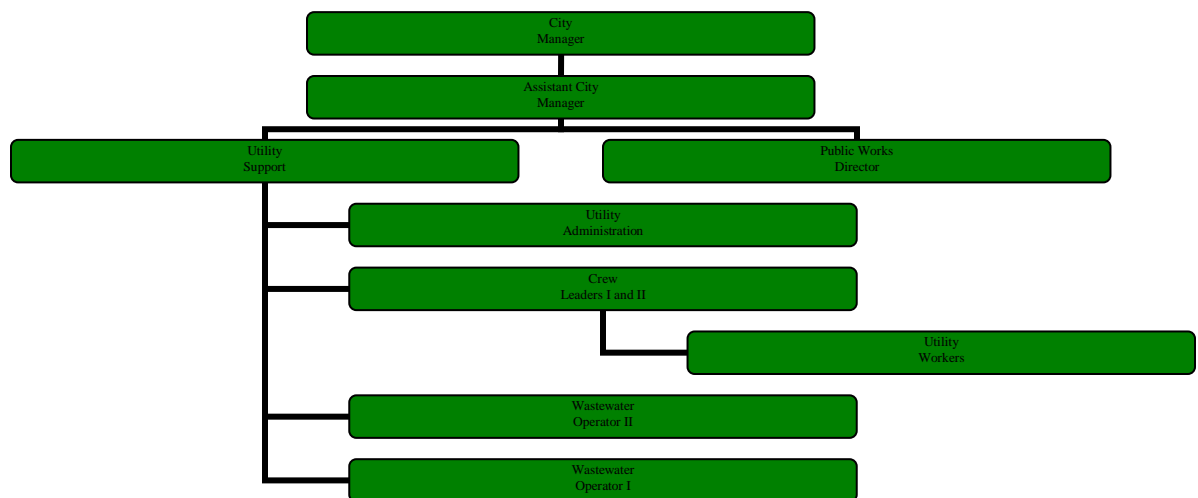 City
Manager
Assistant City
Manager
Utility
Support
Public Works
Director
Utility
Administration
Crew
Leaders I and II
Utility
Workers
Wastewater
Operator II
Wastewater
Operator I